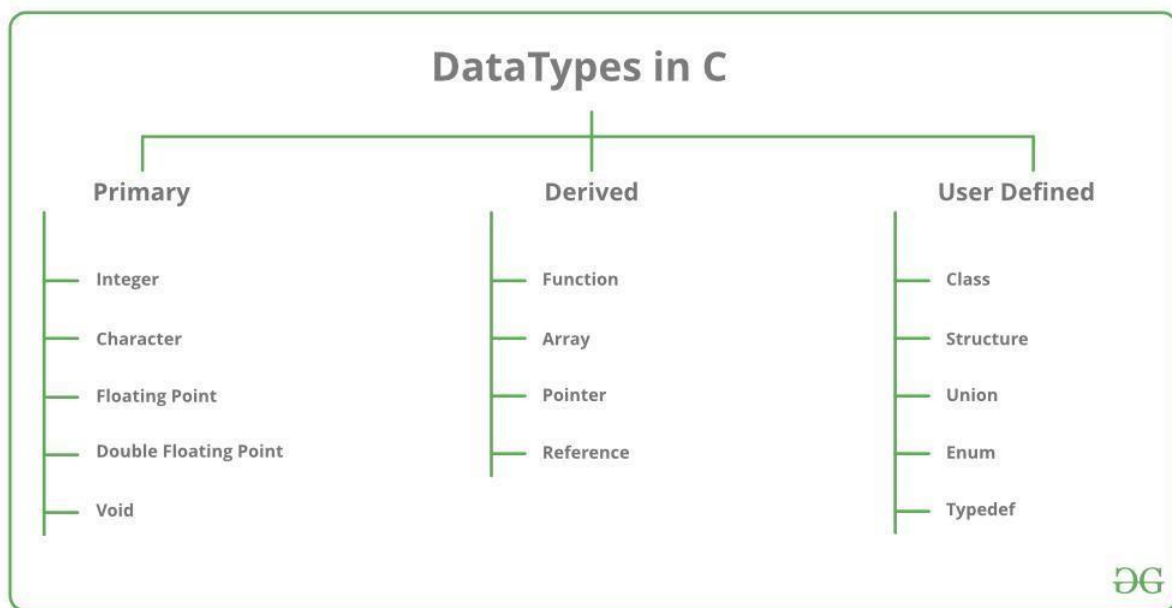 DataTypes in C
Primary
Integer
Character
Floating Point
Double Floating Point
Void
Derived
Function
Array
Pointer
Reference
User Defined
Class
Structure
Union
Enum
Typedef